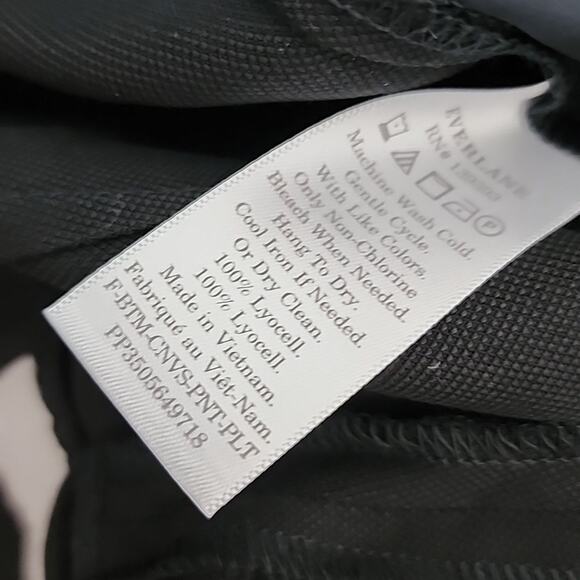 EVERLANE
RN#
Machine Wash Cold.
Gentle Cycle.
With Like Colors.
Only Non-Chlorine
Bleach When Needed.
Hang To Dry.
Cool Iron If Needed.
Or Dry Clean.
100% Lyocell.
100% Lyocell.
Made in Vietnam.
Fabriqué au Viêt-Nam.
F-BTM-CNVS-PNT-PLT
PP3505649718